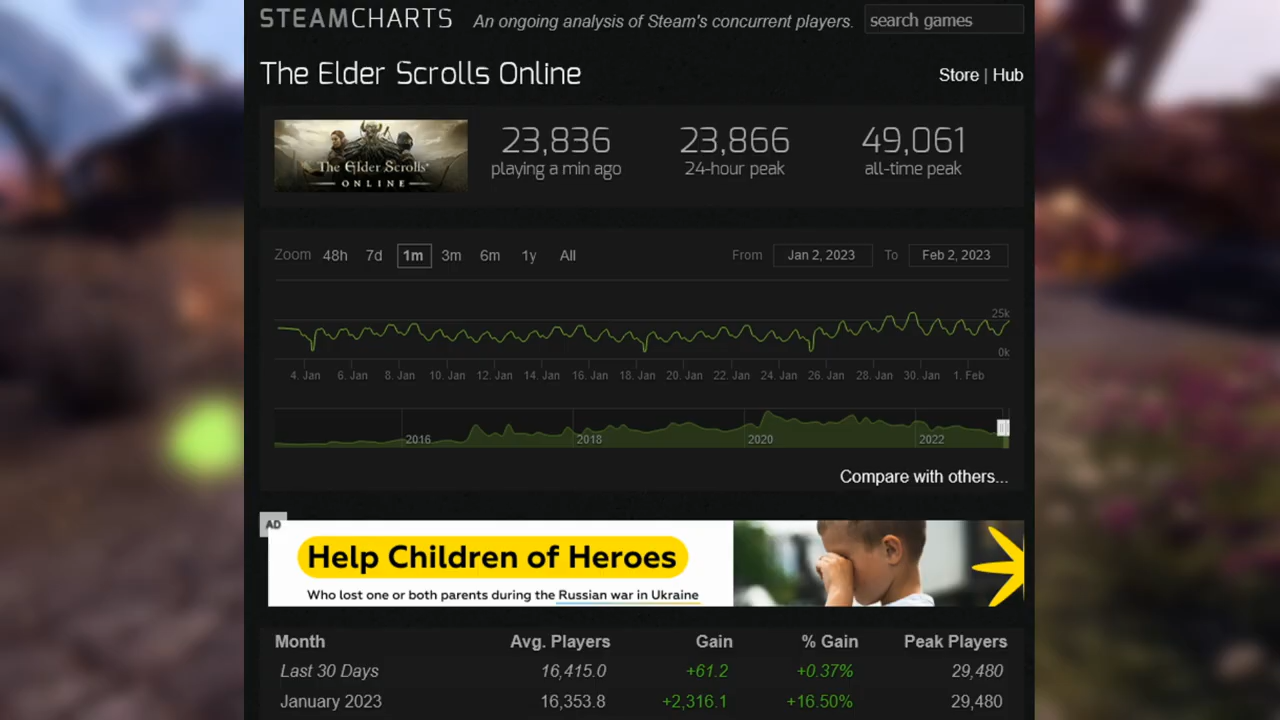 STEAMCHARTS An ongoing analysis of Steam's concurrent players. search games
The Elder Scrolls Online Store | Hub
The Elder Scrolls
ONLINE
23,836 23,866 49,061
playing a min ago 24-hour peak all-time peak
Zoom 48h 7d 1m 3m 6m 1y All From Jan 2, 2023 To Feb 2, 2023
25k
0k
4. Jan 6. Jan 8. Jan 10. Jan 12. Jan 14. Jan 16. Jan 18. Jan 20. Jan 22. Jan 24. Jan 26. Jan 28. Jan 30. Jan 1. Feb
2016 2018 2020 2022
Compare with others...
AD
Help Children of Heroes
Who lost one or both parents during the Russian war in Ukraine
Month Avg. Players Gain % Gain Peak Players
Last 30 Days 16,415.0 +61.2 +0.37% 29,480
January 2023 16,353.8 +2,316.1 +16.50% 29,480